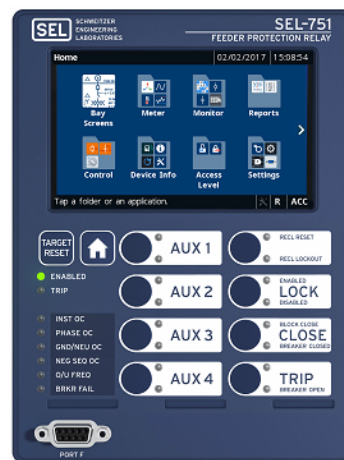 SEL SCHWEITZER ENGINEERING LABORATORIES
SEL-751
FEEDER PROTECTION RELAY
Home 02/02/2017 15:08:54
Bay Screens
Meter
Monitor
Reports
Control
Device Info
Access Level
Settings
Tap a folder or an application. R ACC
TARGET RESET
ENABLED
TRIP
INST OC
PHASE OC
GND/NEU OC
NEG SEQ OC
O/U FREQ
BRKR FAIL
AUX 1
RECL RESET
RECL LOCKOUT
AUX 2
ENABLED
LOCK
DISABLED
AUX 3
BLOCK CLOSE
CLOSE
BREAKER CLOSED
AUX 4
TRIP
BREAKER OPEN
PORT F